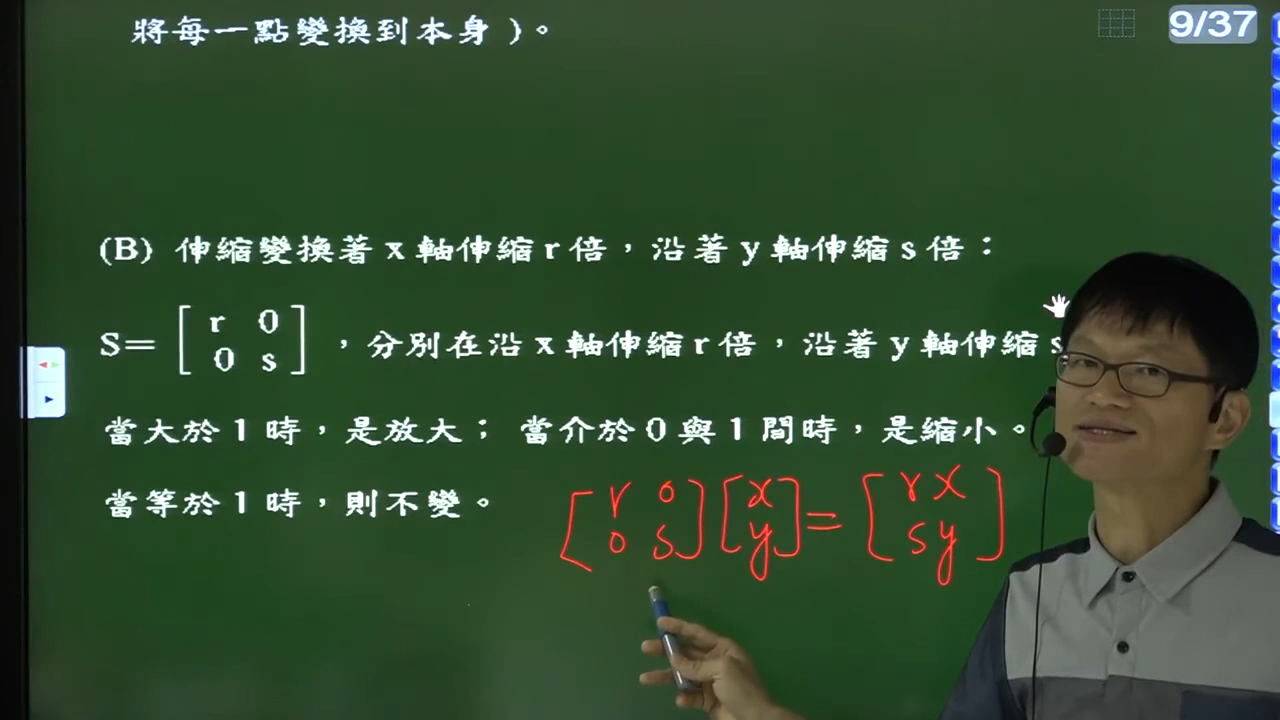 將每一點變換到本身)。
9/37
(B) 伸縮變換著 x 軸伸縮 r 倍，沿著 y 軸伸縮 s 倍：
S= [ r 0
0 s ] ，分別在沿 x 軸伸縮 r 倍，沿著 y 軸伸縮 s
當大於 1 時，是放大； 當介於 0 與 1 間時，是縮小。
當等於 1 時，則不變。
[ r 0 ] [ x ] = [ r x ]
[ 0 s ] [ y ] [ s y ]